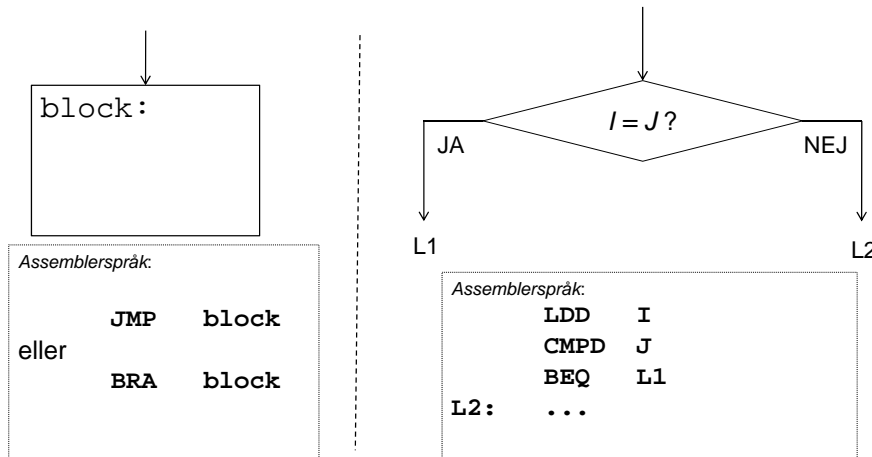 block:
Assemblerspråk:
JMP block
eller
BRA block
I = J ?
JA
NEJ
L1
L2
Assemblerspråk:
LDD I
CMPD J
BEQ L1
L2: ...